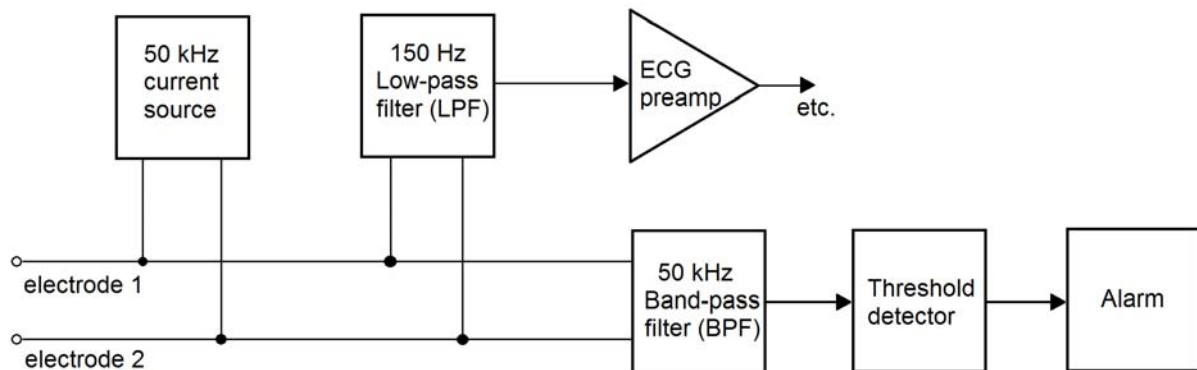 50 kHz
current
source
150 Hz
Low-pass
filter (LPF)
ECG
preamp
etc.
electrode 1
electrode 2
50 kHz
Band-pass
filter (BPF)
Threshold
detector
Alarm